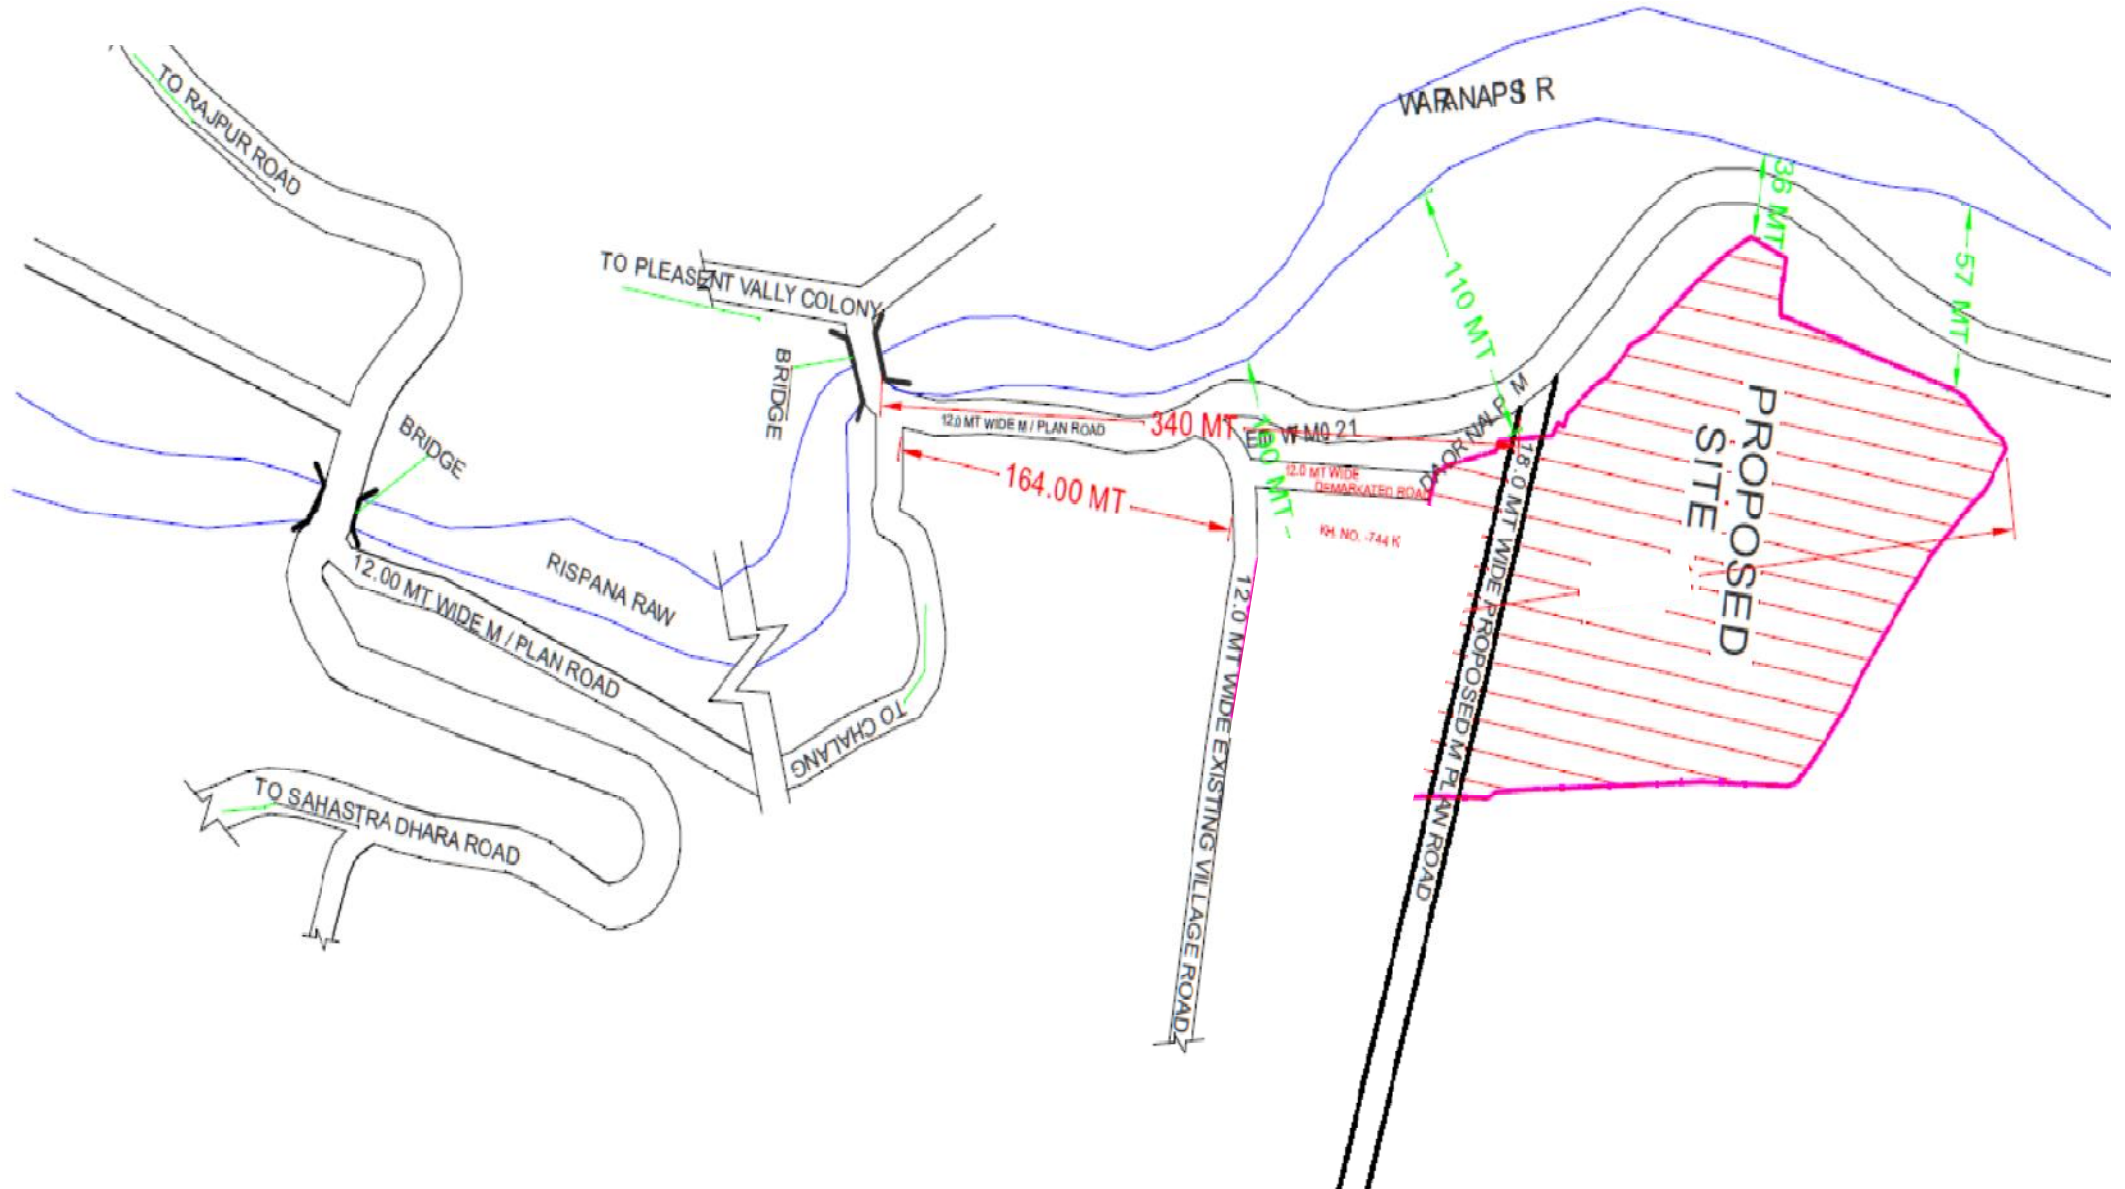 TO RAJPUR ROAD
WARANAPSI R
36 MT
TO PLEASENT VALLY COLONY
110 MT
57 MT
BRIDGE
BRIDGE
12.0 MT WIDE M / PLAN ROAD
340 MT
164.00 MT
12.0 MT WIDE
DEMARKATED ROAD
KH. NO. -744 K
PROPOSED
SITE
RISPANA RAW
12.00 MT WIDE M / PLAN ROAD
TO CHALANG
12.0 MT WIDE EXISTING VILLAGE ROAD
18.0 MT WIDE PROPOSED M PLAN ROAD
TO SAHASTRA DHARA ROAD